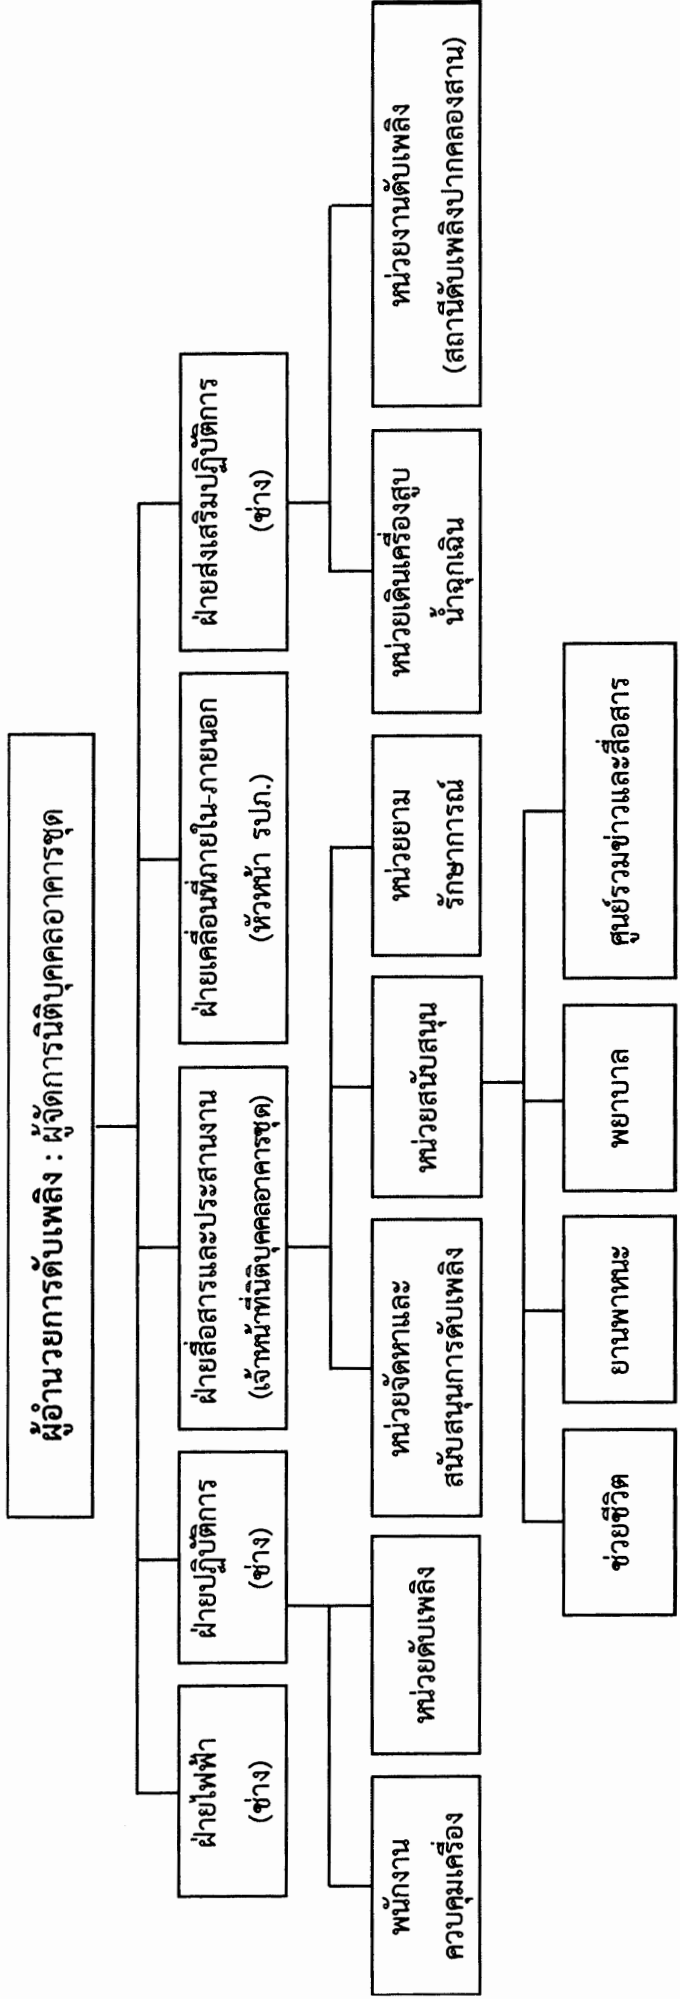 ผู้อำนวยการดับเพลิง : ผู้จัดการนิติบุคคลอาคารชุด
ฝ่ายไฟฟ้า
(ช่าง)
ฝ่ายปฏิบัติการ
(ช่าง)
ฝ่ายสื่อสารและประสานงาน
(เจ้าหน้าที่นิติบุคคลอาคารชุด)
ฝ่ายเคลื่อนที่ภายใน-ภายนอก
(หัวหน้า รปภ.)
ฝ่ายส่งเสริมปฏิบัติการ
(ช่าง)
พนักงาน
ควบคุมเครื่อง
หน่วยดับเพลิง
หน่วยจัดหาและ
สนับสนุนการดับเพลิง
หน่วยสนับสนุน
หน่วยยาม
รักษาการณ์
หน่วยเดินเครื่องสูบ
น้ำฉุกเฉิน
หน่วยงานดับเพลิง
(สถานีดับเพลิงปากคลองสาน)
ช่วยชีวิต
ยานพาหนะ
พยาบาล
ศูนย์รวมข่าวและสื่อสาร